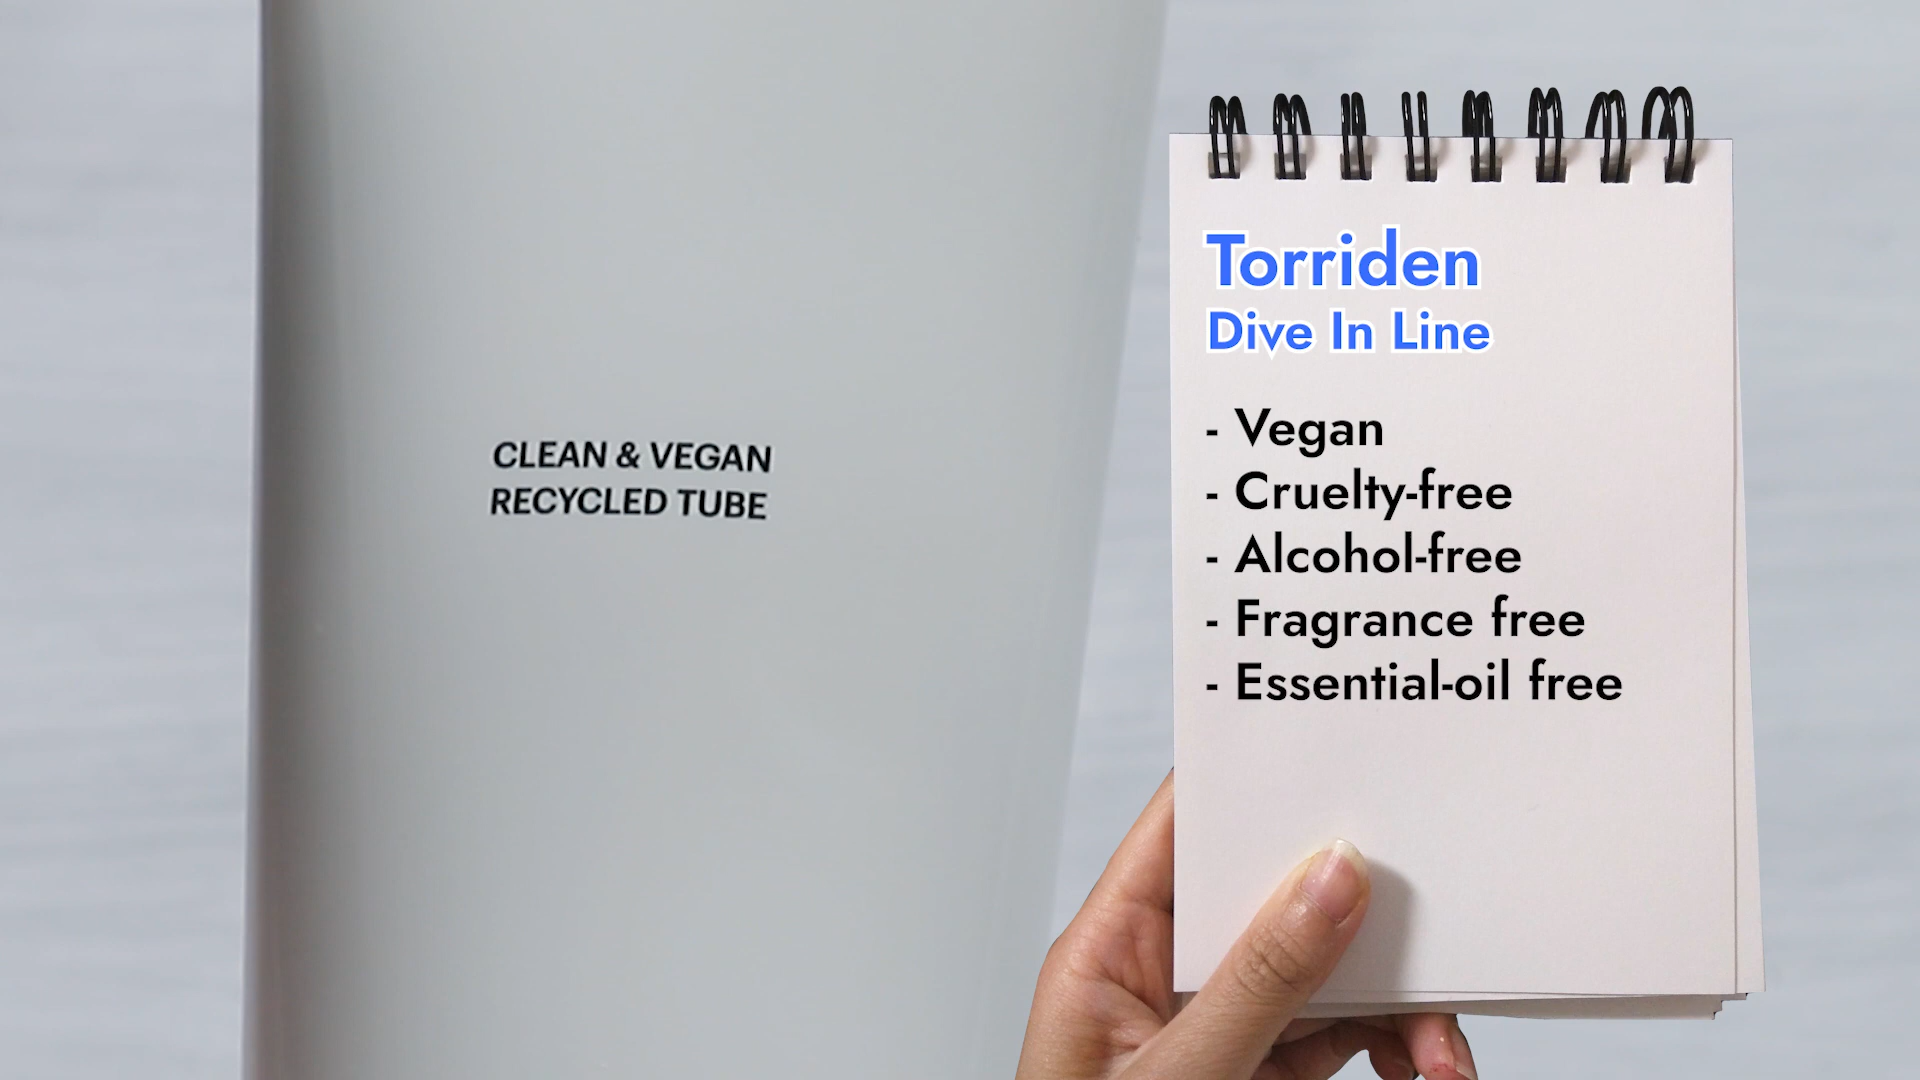 CLEAN & VEGAN
RECYCLED TUBE
Torriden
Dive In Line
- Vegan
- Cruelty-free
- Alcohol-free
- Fragrance free
- Essential-oil free